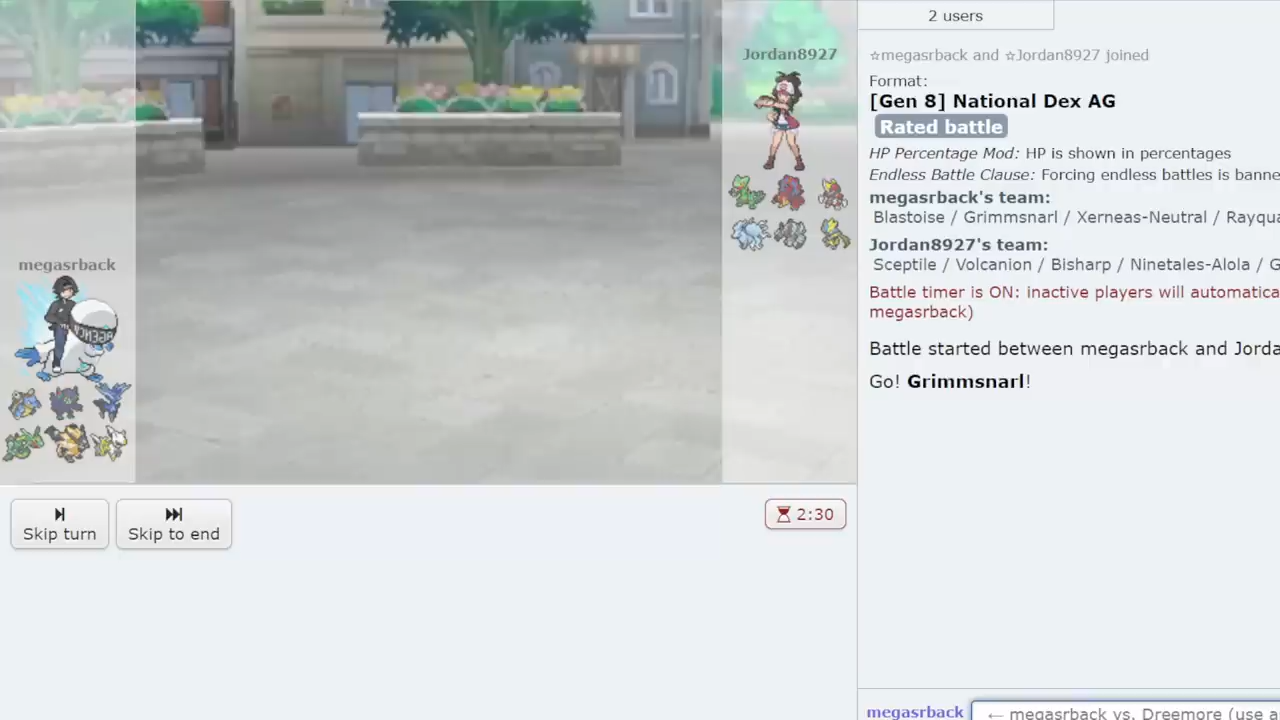 2 users
☆megasrback and ☆Jordan8927 joined
Format:
[Gen 8] National Dex AG
Rated battle
HP Percentage Mod: HP is shown in percentages
Endless Battle Clause: Forcing endless battles is banne
megasrback's team:
Blastoise / Grimmsnarl / Xerneas-Neutral / Rayqua
Jordan8927's team:
Sceptile / Volcanion / Bisharp / Ninetales-Alola / G
Battle timer is ON: inactive players will automatica
megasrback)
Battle started between megasrback and Jorda
Go! Grimmsnarl!
Jordan8927
megasrback
Skip turn
Skip to end
2:30
megasrback
← megasrback vs. Dreemore (use a